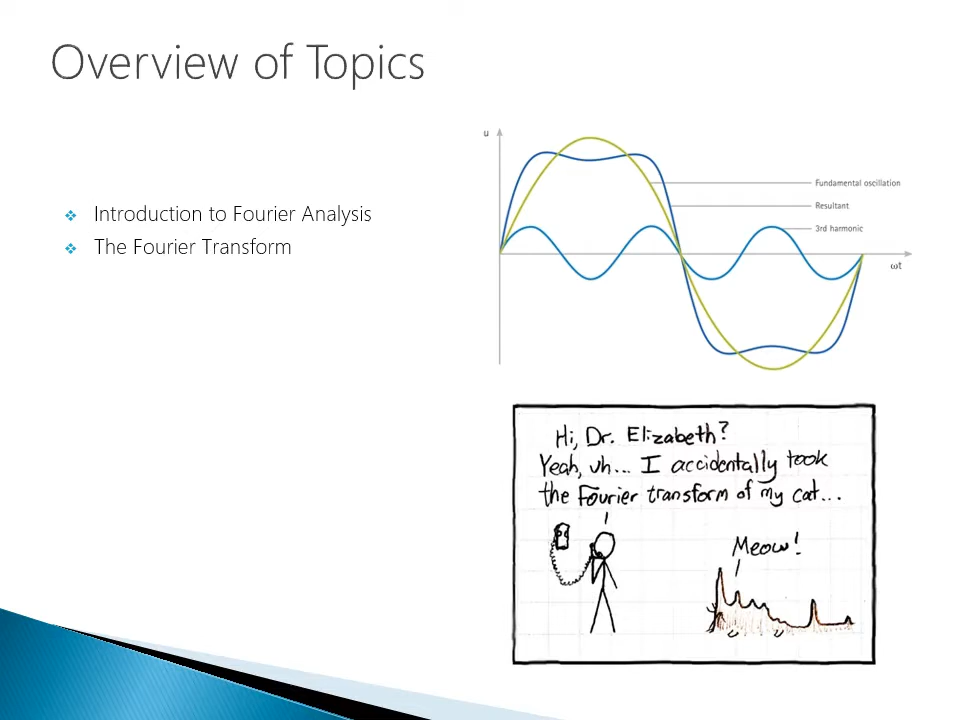 Overview of Topics
Introduction to Fourier Analysis
The Fourier Transform
u
Fundamental oscillation
Resultant
3rd harmonic
ωt
Hi, Dr. Elizabeth?
Yeah, uh... I accidentally took
the Fourier transform of my cat...
Meow!